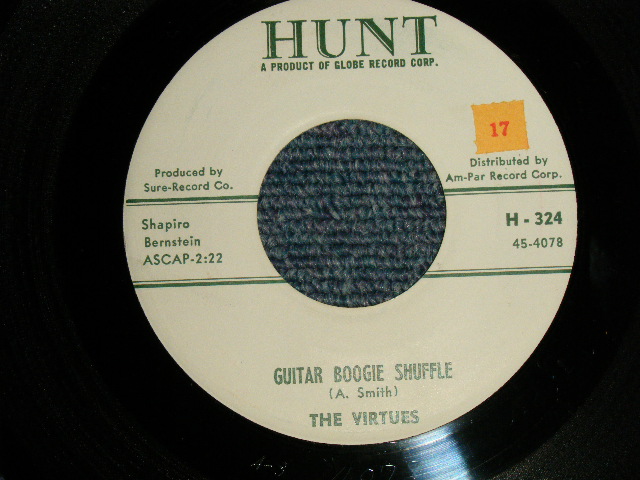 HUNT
A PRODUCT OF GLOBE RECORD CORP.
17
Produced by
Sure-Record Co.
Distributed by
Am-Par Record Corp.
Shapiro
Bernstein
ASCAP-2:22
H - 324
45-4078
GUITAR BOOGIE SHUFFLE
(A. Smith)
THE VIRTUES